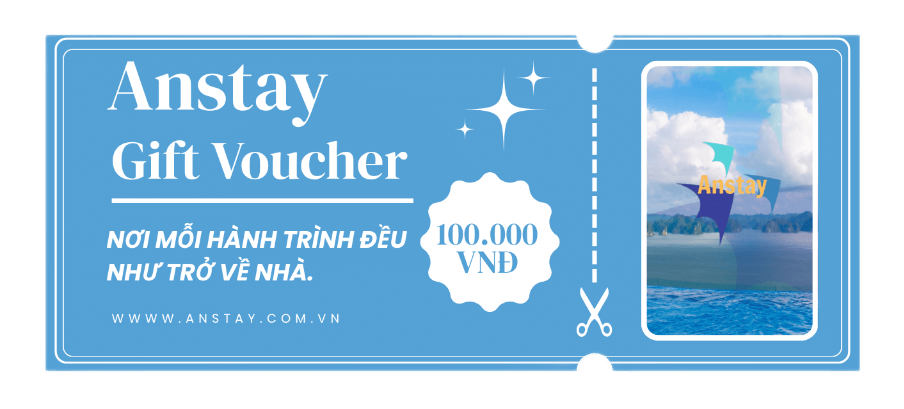 Anstay
Gift Voucher
NƠI MỖI HÀNH TRÌNH ĐỀU
NHƯ TRỞ VỀ NHÀ.
WWWW.ANSTAY.COM.VN
100.000
VNĐ
Anstay